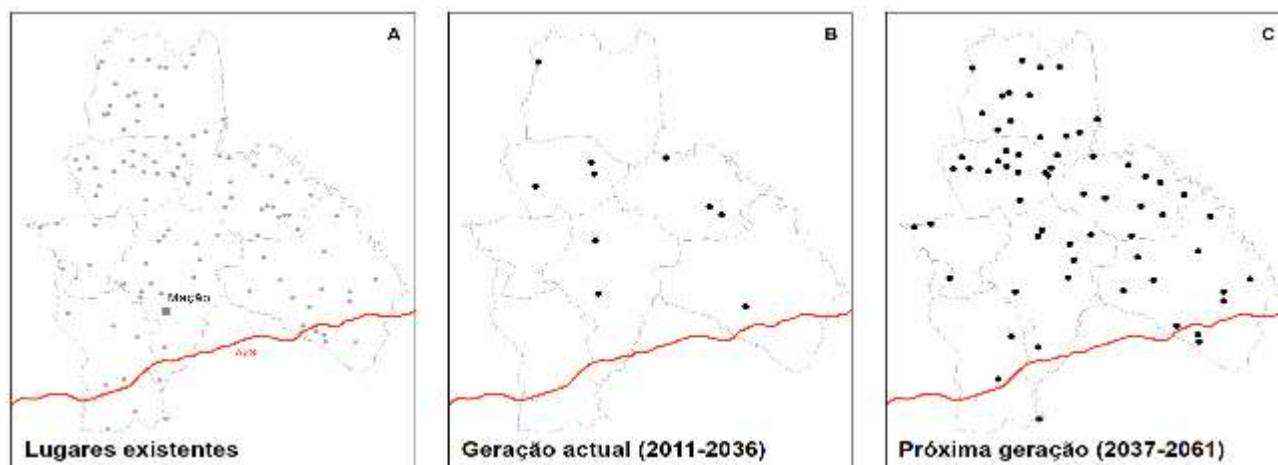 A
Mação
A23
Lugares existentes
B
Geração actual (2011-2036)
C
Próxima geração (2037-2061)